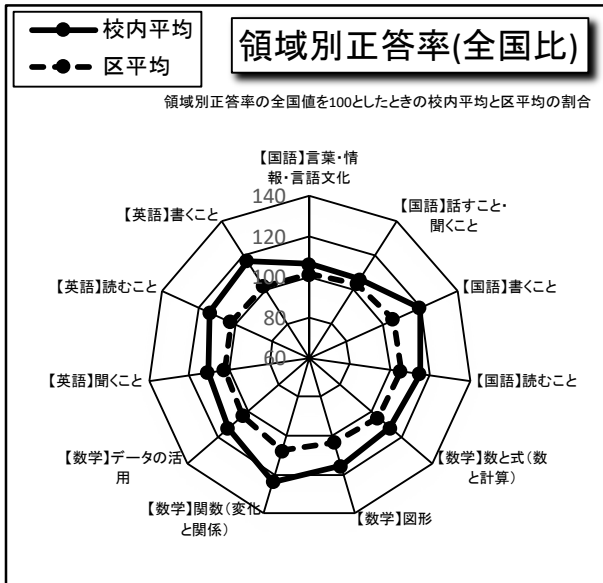 校内平均
区平均
領域別正答率(全国比)
領域別正答率の全国値を100としたときの校内平均と区平均の割合
【国語】言葉・情
報・言語文化
【国語】話すこと・
聞くこと
【国語】書くこと
【国語】読むこと
【数学】数と式(数
と計算)
【数学】図形
【数学】関数(変化
と関係)
【数学】データの活
用
【英語】聞くこと
【英語】読むこと
【英語】書くこと
140
120
100
80
60